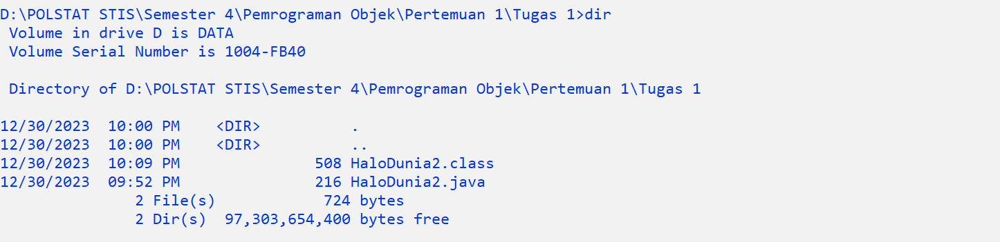 D:\POLSTAT STIS\Semester 4\Pemrograman Objek\Pertemuan 1\Tugas 1>dir
 Volume in drive D is DATA
 Volume Serial Number is 1004-FB40

 Directory of D:\POLSTAT STIS\Semester 4\Pemrograman Objek\Pertemuan 1\Tugas 1

12/30/2023  10:00 PM    <DIR>          .
12/30/2023  10:00 PM    <DIR>          ..
12/30/2023  10:09 PM               508 HaloDunia2.class
12/30/2023  09:52 PM               216 HaloDunia2.java
               2 File(s)            724 bytes
               2 Dir(s)  97,303,654,400 bytes free